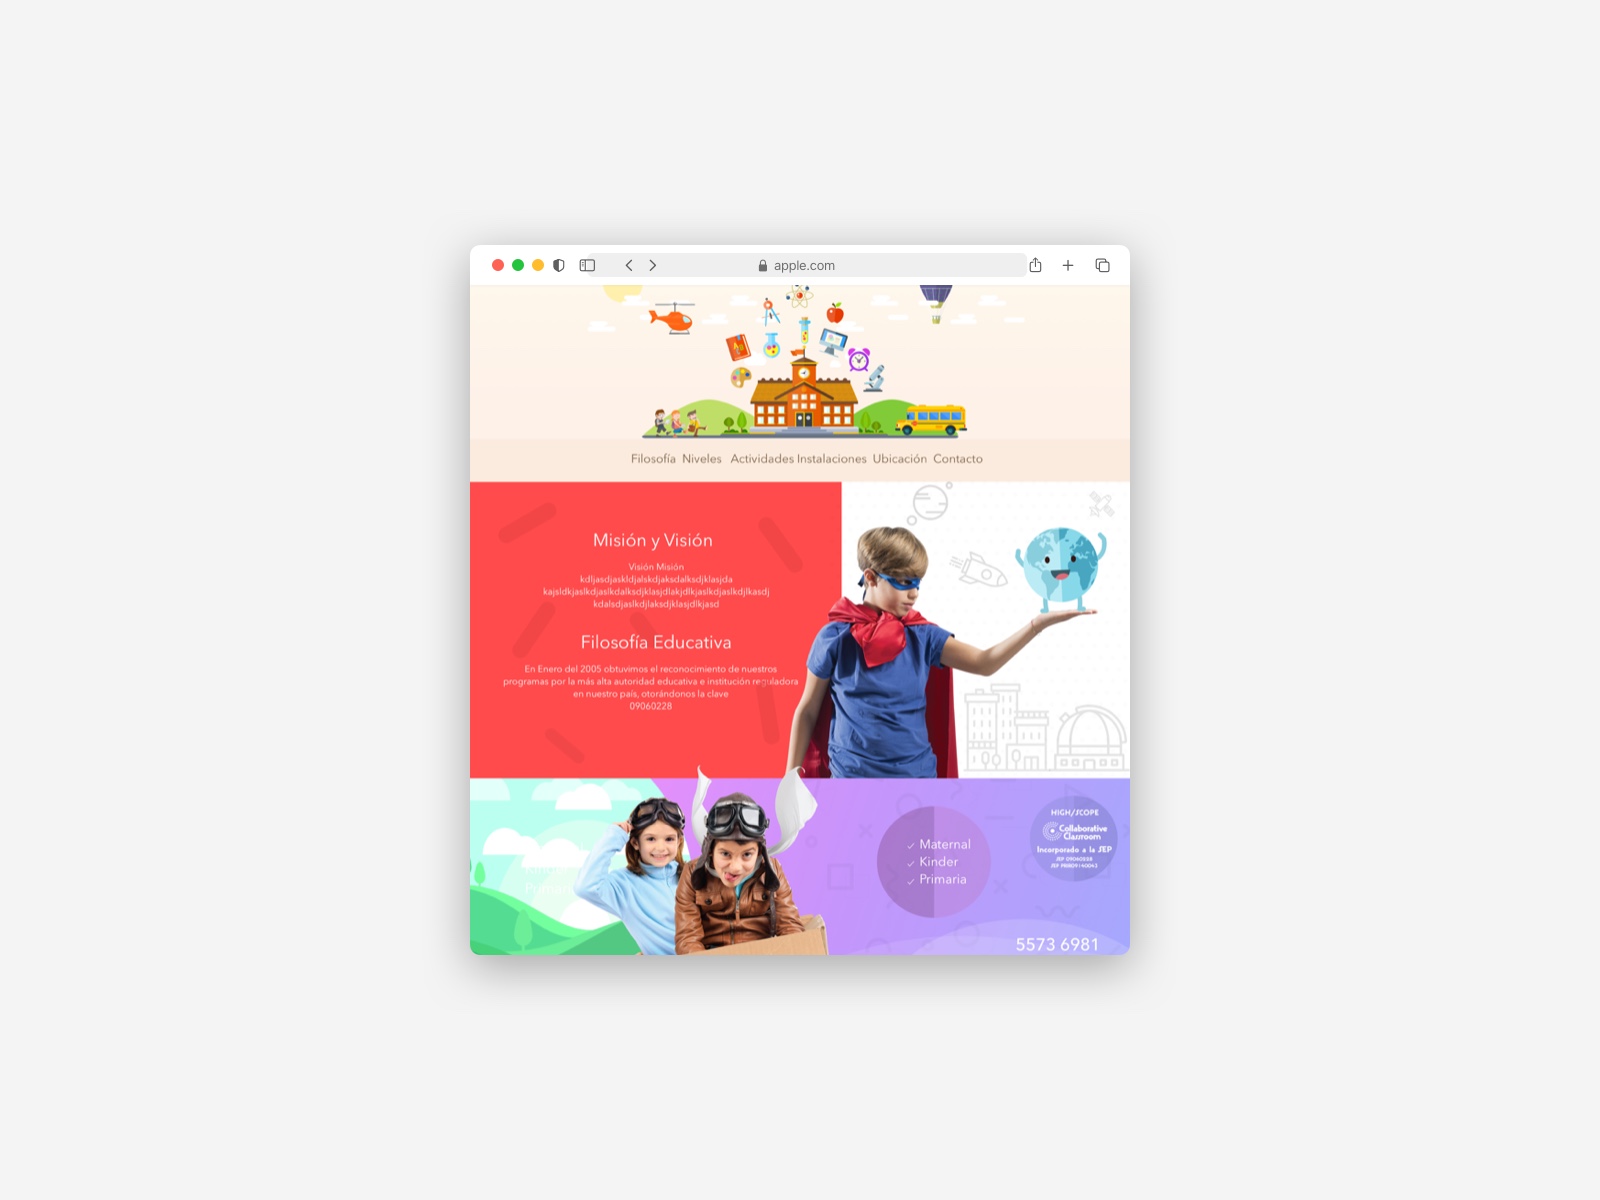 apple.com
Filosofía Niveles Actividades Instalaciones Ubicación Contacto
Misión y Visión
Visión Misión
kdljasdjaskldjalskdjaksdalksdjklasjda
kajsldkjaslkdjaslkdalksdjklasjdlakjdlkjaslkdjaslkdjlkasdj
kdalsdjaslkdjlaksdjklasjdlkjasd
Filosofía Educativa
En Enero del 2005 obtuvimos el reconocimiento de nuestros
programas por la más alta autoridad educativa e institución reguladora
en nuestro país, otorándonos la clave
09060228
Maternal
Kinder
Primaria
HIGH/SCOPE
Collaborative
Classroom
Incorporado a la SEP
5573 6981